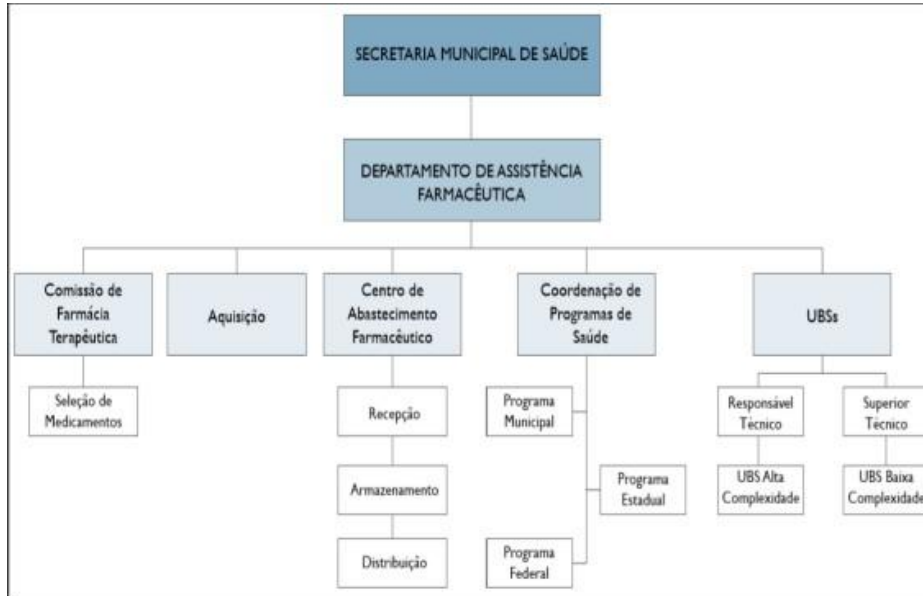 SECRETARIA MUNICIPAL DE SAÚDE
DEPARTAMENTO DE ASSISTÊNCIA
FARMACÊUTICA
Comissão de
Farmácia
Terapêutica
Aquisição
Centro de
Abastecimento
Farmacêutico
Coordenação de
Programas de
Saúde
UBSs
Seleção de
Medicamentos
Recepção
Armazenamento
Distribuição
Programa
Municipal
Programa
Estadual
Programa
Federal
Responsável
Técnico
Superior
Técnico
UBS Alta
Complexidade
UBS Baixa
Complexidade